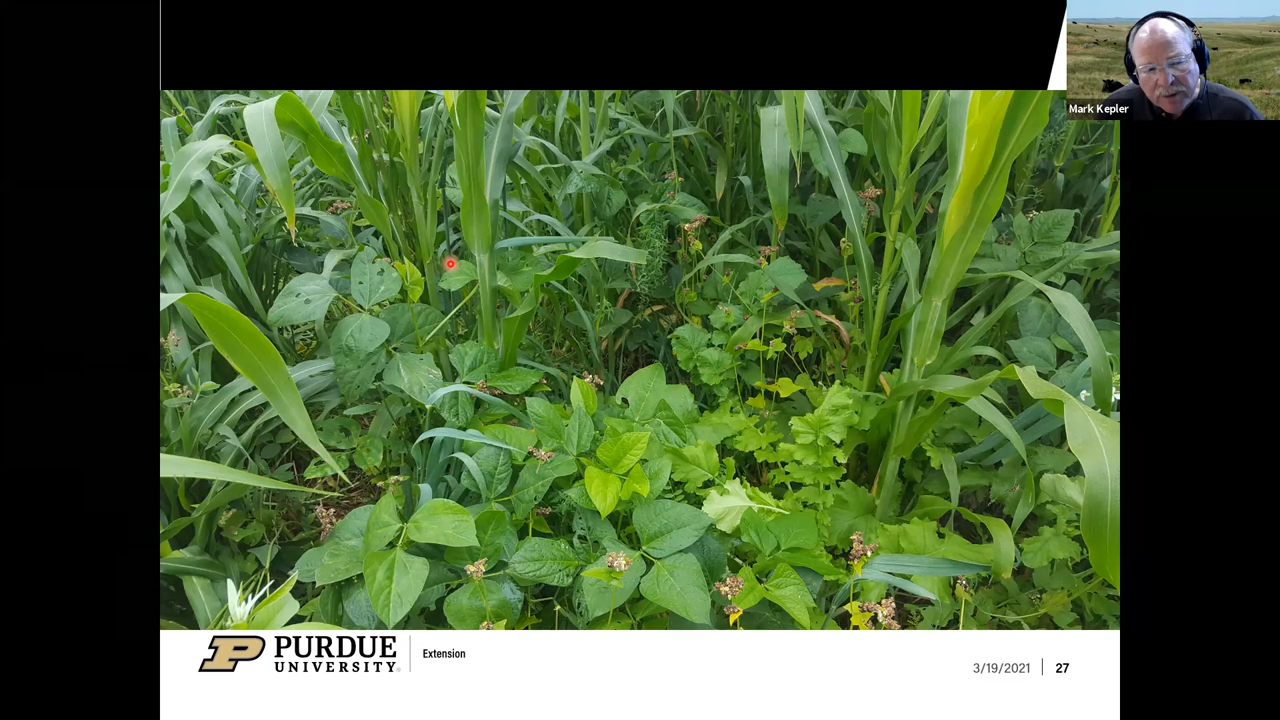 Mark Kepler
PURDUE
UNIVERSITY
Extension
3/19/2021
27